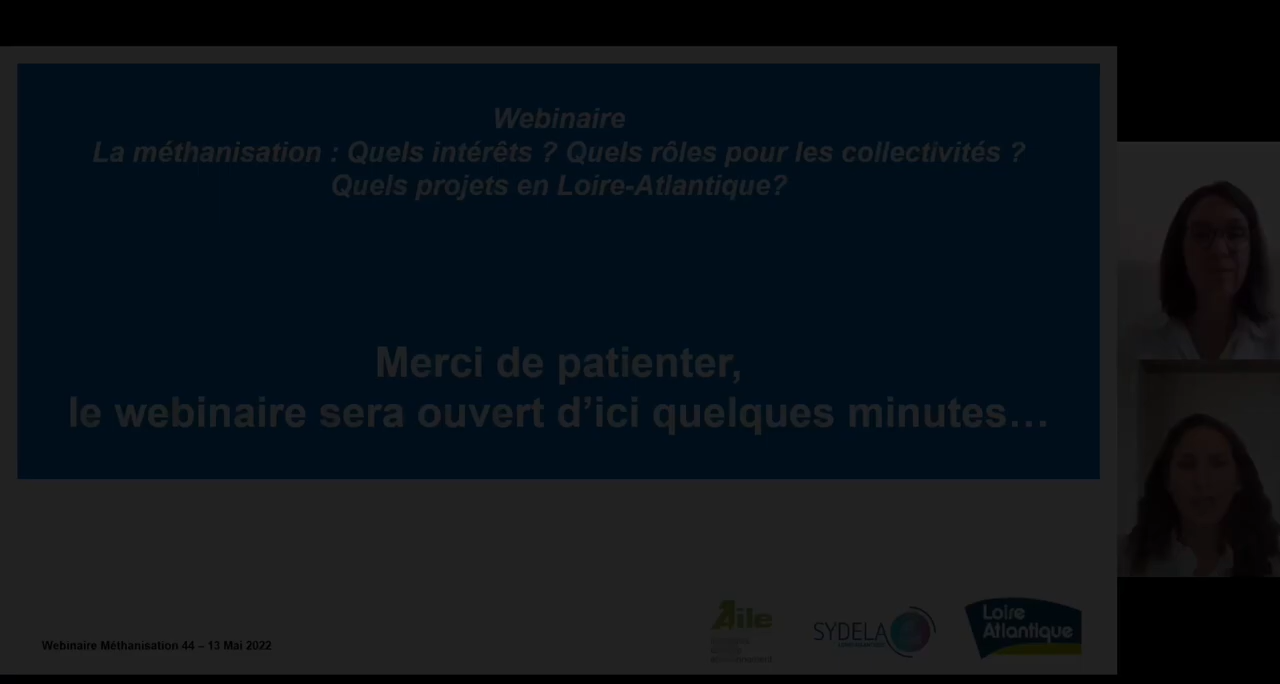 Webinaire
La méthanisation : Quels intérêts ? Quels rôles pour les collectivités ?
Quels projets en Loire-Atlantique?
Merci de patienter,
le webinaire sera ouvert d’ici quelques minutes…
Webinaire Méthanisation 44 – 13 Mai 2022
Aile
SYDELA
Loire
Atlantique